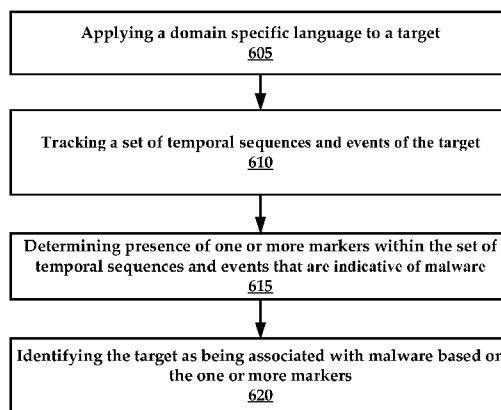 Applying a domain specific language to a target
605
Tracking a set of temporal sequences and events of the target
610
Determining presence of one or more markers within the set of
temporal sequences and events that are indicative of malware
615
Identifying the target as being associated with malware based on
the one or more markers
620